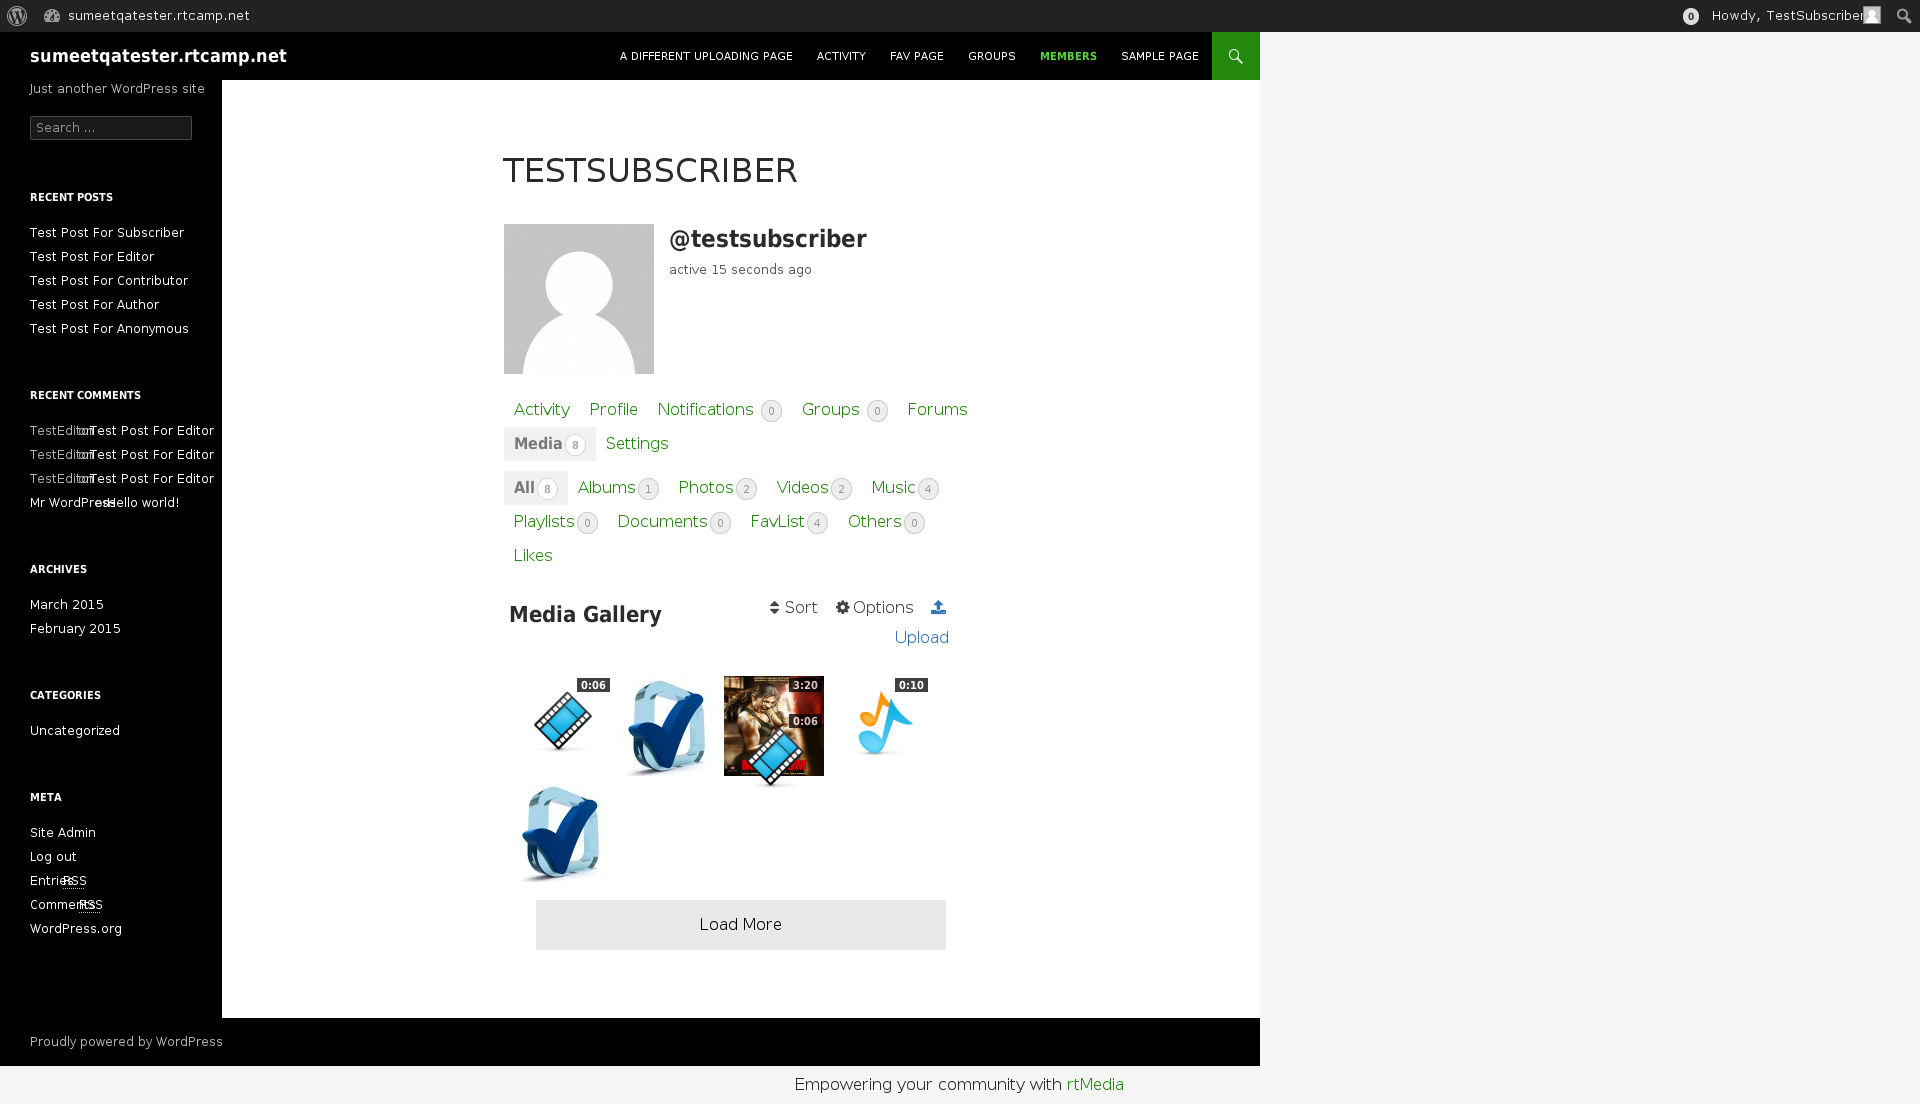 sumeetqatester.rtcamp.net
0 Howdy, TestSubscriber
sumeetqatester.rtcamp.net
A DIFFERENT UPLOADING PAGE ACTIVITY FAV PAGE GROUPS MEMBERS SAMPLE PAGE
Just another WordPress site
Search ...
RECENT POSTS
Test Post For Subscriber
Test Post For Editor
Test Post For Contributor
Test Post For Author
Test Post For Anonymous
RECENT COMMENTS
TestEditor on Test Post For Editor
TestEditor on Test Post For Editor
TestEditor on Test Post For Editor
Mr WordPress on Hello world!
ARCHIVES
March 2015
February 2015
CATEGORIES
Uncategorized
META
Site Admin
Log out
Entries RSS
Comments RSS
WordPress.org
TESTSUBSCRIBER
@testsubscriber
active 15 seconds ago
Activity Profile Notifications 0 Groups 0 Forums
Media 8 Settings
All 8 Albums 1 Photos 2 Videos 2 Music 4
Playlists 0 Documents 0 FavList 4 Others 0
Likes
Media Gallery
Sort Options
Upload
0:06
3:20
0:06
0:10
Load More
Proudly powered by WordPress
Empowering your community with rtMedia